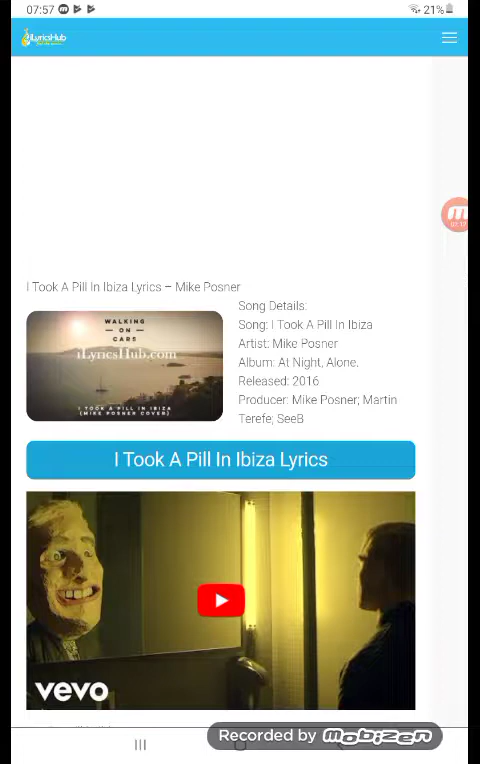 07:57
21%
iLyricsHub
02:17
I Took A Pill In Ibiza Lyrics – Mike Posner
WALKING
ON
CARS
iLyricsHub.com
I TOOK A PILL IN IBIZA
(MIKE POSNER COVER)
Song Details:
Song: I Took A Pill In Ibiza
Artist: Mike Posner
Album: At Night, Alone.
Released: 2016
Producer: Mike Posner; Martin
Terefe; SeeB
I Took A Pill In Ibiza Lyrics
vevo
Recorded by Mobizen